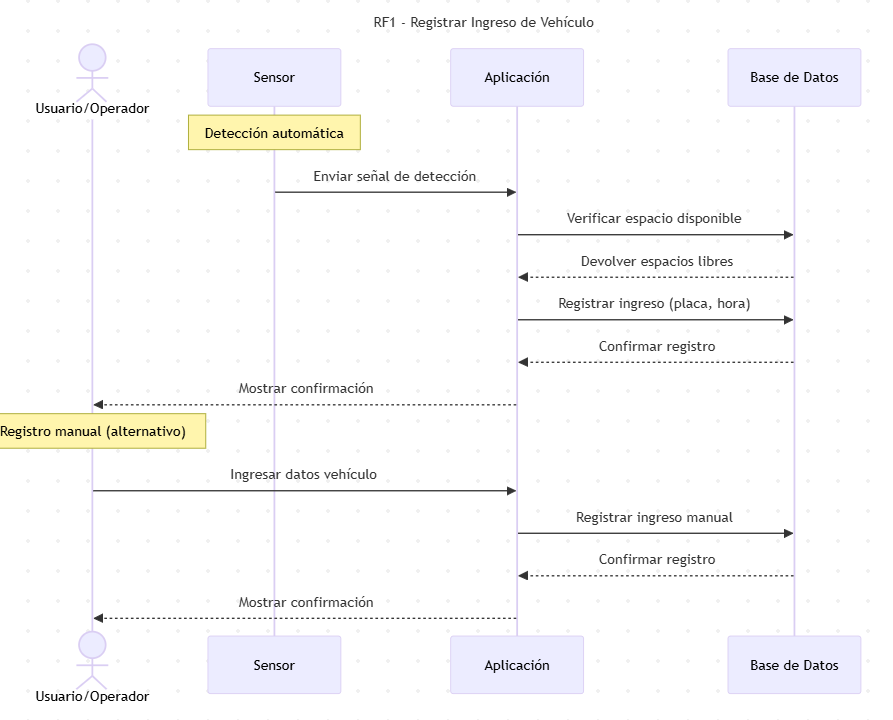 RF1 - Registrar Ingreso de Vehículo
Usuario/Operador
Sensor
Aplicación
Base de Datos
Detección automática
Enviar señal de detección
Verificar espacio disponible
Devolver espacios libres
Registrar ingreso (placa, hora)
Confirmar registro
Mostrar confirmación
Registro manual (alternativo)
Ingresar datos vehículo
Registrar ingreso manual
Confirmar registro
Mostrar confirmación
Usuario/Operador
Sensor
Aplicación
Base de Datos